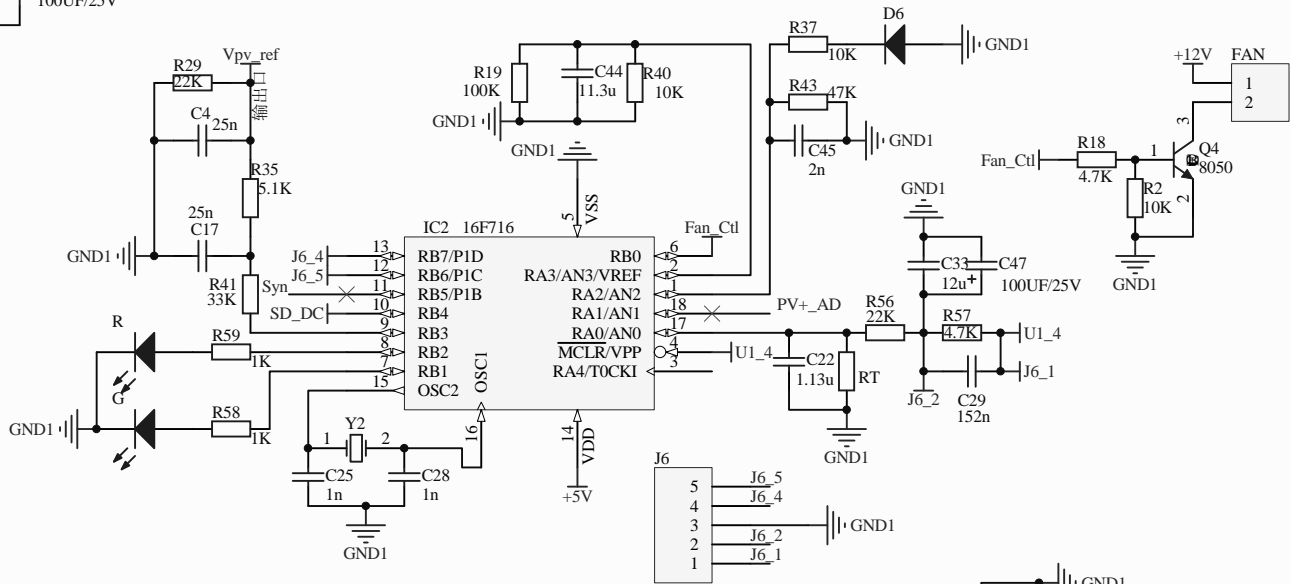 100UF/25V
Vpv_ref
R29
22K
输出口
C4
25n
R35
5.1K
25n
C17
GND1
R41
33K
R19
100K
C44
11.3u
R40
10K
GND1
GND1
R37
10K
D6
GND1
R43
47K
GND1
C45
2n
+12V
FAN
1
2
3
R18
Fan_Ctl
4.7K
1
Q4
8050
R2
10K
2
GND1
IC2 16F716
5
VSS
Fan_Ctl
J6_4
13
RB7/P1D
RB0
6
J6_5
12
RB6/P1C
RA3/AN3/VREF
2
Syn
11
RB5/P1B
RA2/AN2
1
SD_DC
10
RB4
RA1/AN1
18
PV+_AD
9
RB3
RA0/AN0
17
8
RB2
MCLR/VPP
4
U1_4
7
RB1
RA4/T0CKI
3
15
OSC2
OSC1
16
14
VDD
+5V
R
R59
1K
G
R58
1K
GND1
Y2
1
2
C25
1n
C28
1n
GND1
GND1
C33
12u
C47
100UF/25V
R56
22K
R57
4.7K
U1_4
C22
1.13u
RT
J6_2
C29
152n
J6_1
GND1
J6
5
J6_5
4
J6_4
3
GND1
2
J6_2
1
J6_1
GND1